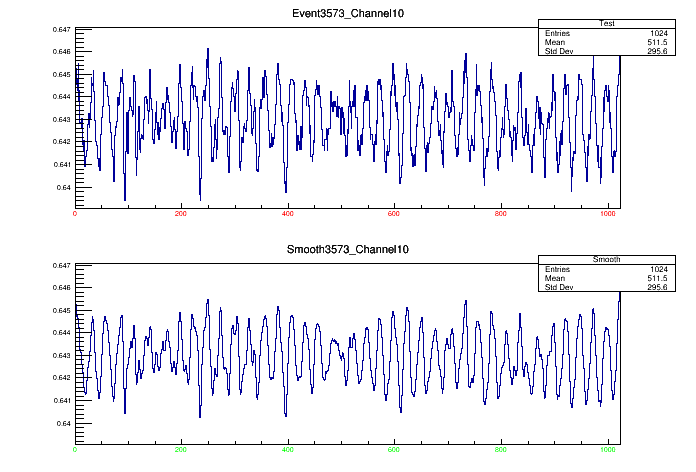 Event3573_Channel10
Test
Entries 1024
Mean 511.5
Std Dev 295.6
0.647
0.646
0.645
0.644
0.643
0.642
0.641
0.64
0 200 400 600 800 1000
Smooth3573_Channel10
Smooth
Entries 1024
Mean 511.5
Std Dev 295.6
0.647
0.646
0.645
0.644
0.643
0.642
0.641
0.64
0 200 400 600 800 1000